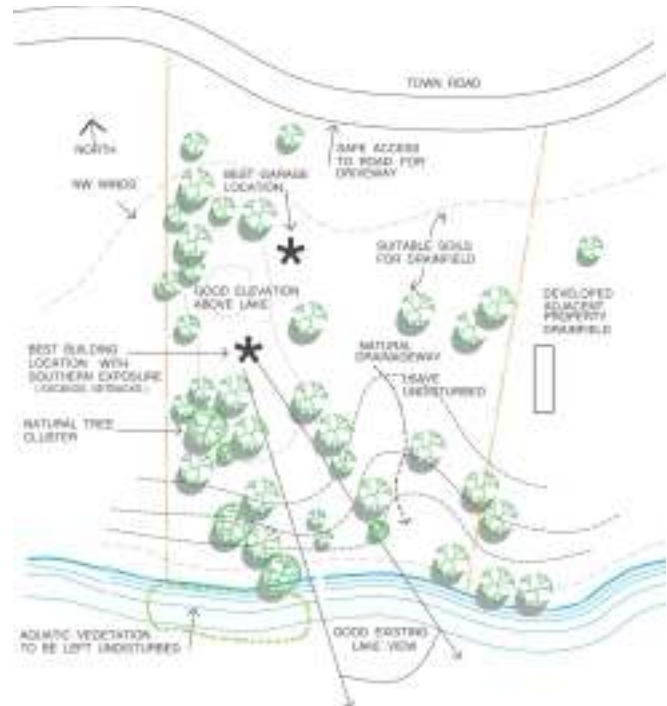 TOWN ROAD
NORTH
SAFE ACCESS
TO ROAD FOR
DRIVEWAY
NW WINDS
BEST GARAGE
LOCATION
SUITABLE SOILS
FOR DRAINFIELD
GOOD ELEVATION
ABOVE LAKE
DEVELOPED
ADJACENT
PROPERTY
DRAINFIELD
BEST BUILDING
LOCATION WITH
SOUTHERN EXPOSURE
(EXCEEDS SETBACKS)
NATURAL
DRAINAGEWAY
LEAVE
UNDISTURBED
NATURAL TREE
CLUSTER
AQUATIC VEGETATION
TO BE LEFT UNDISTURBED
GOOD EXISTING
LAKE VIEW